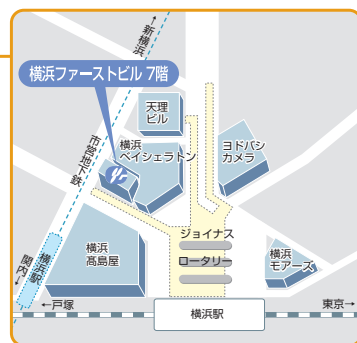 ←新横浜
横浜ファーストビル 7階
天理
ビル
市営地下鉄
横浜
ベイシェラトン
ヨドバシ
カメラ
横浜駅
関内→
横浜
髙島屋
ジョイナス
ロータリー
横浜
モアーズ
←戸塚
東京→
横浜駅